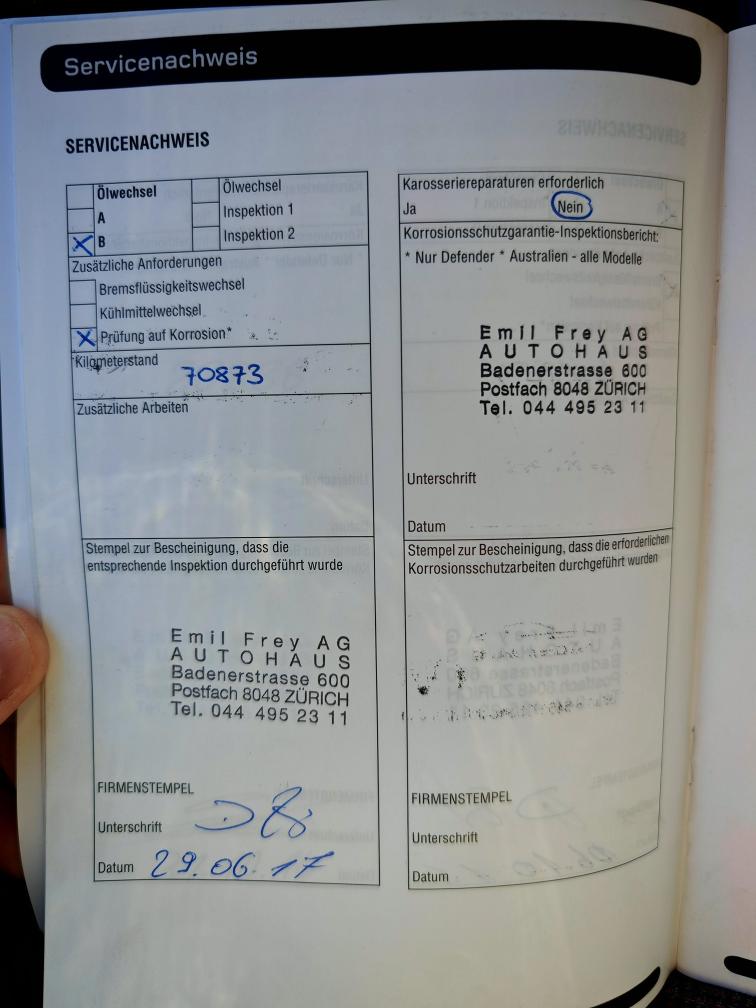 Servicenachweis
SERVICENACHWEIS
Ölwechsel
A
X B
Ölwechsel
Inspektion 1
Inspektion 2
Zusätzliche Anforderungen
Bremsflüssigkeitswechsel
Kühlmittelwechsel
X Prüfung auf Korrosion*
Kilometerstand
70873
Zusätzliche Arbeiten
Stempel zur Bescheinigung, dass die
entsprechende Inspektion durchgeführt wurde
Emil Frey AG
AUTOHAUS
Badenerstrasse 600
Postfach 8048 ZÜRICH
Tel. 044 495 23 11
FIRMENSTEMPEL
Unterschrift
Datum 29.06.17
Karosseriereparaturen erforderlich
Ja Nein
Korrosionsschutzgarantie-Inspektionsbericht:
* Nur Defender * Australien - alle Modelle
Emil Frey AG
AUTOHAUS
Badenerstrasse 600
Postfach 8048 ZÜRICH
Tel. 044 495 23 11
Unterschrift
Datum
Stempel zur Bescheinigung, dass die erforderlichen
Korrosionsschutzarbeiten durchgeführt wurden
FIRMENSTEMPEL
Unterschrift
Datum